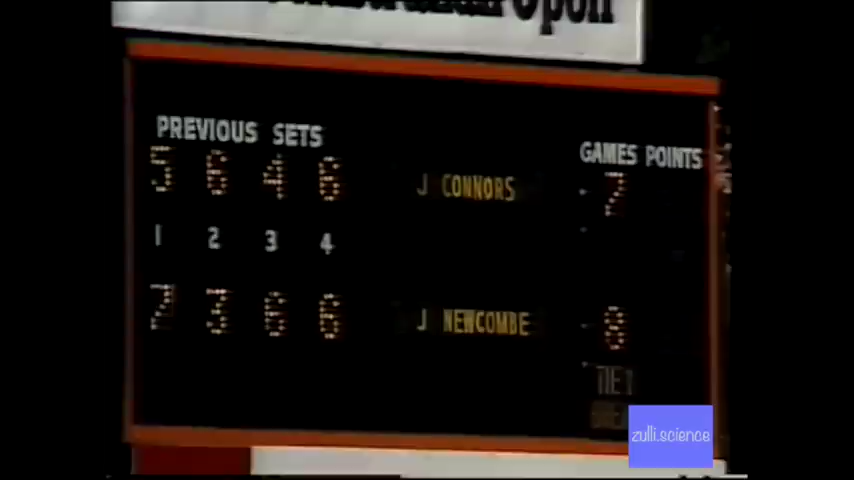 Open
PREVIOUS SETS
GAMES POINTS
5 6 4 6 J CONNORS 7
1 2 3 4
7 3 6 6 J NEWCOMBE 8
TIE
zulli.science